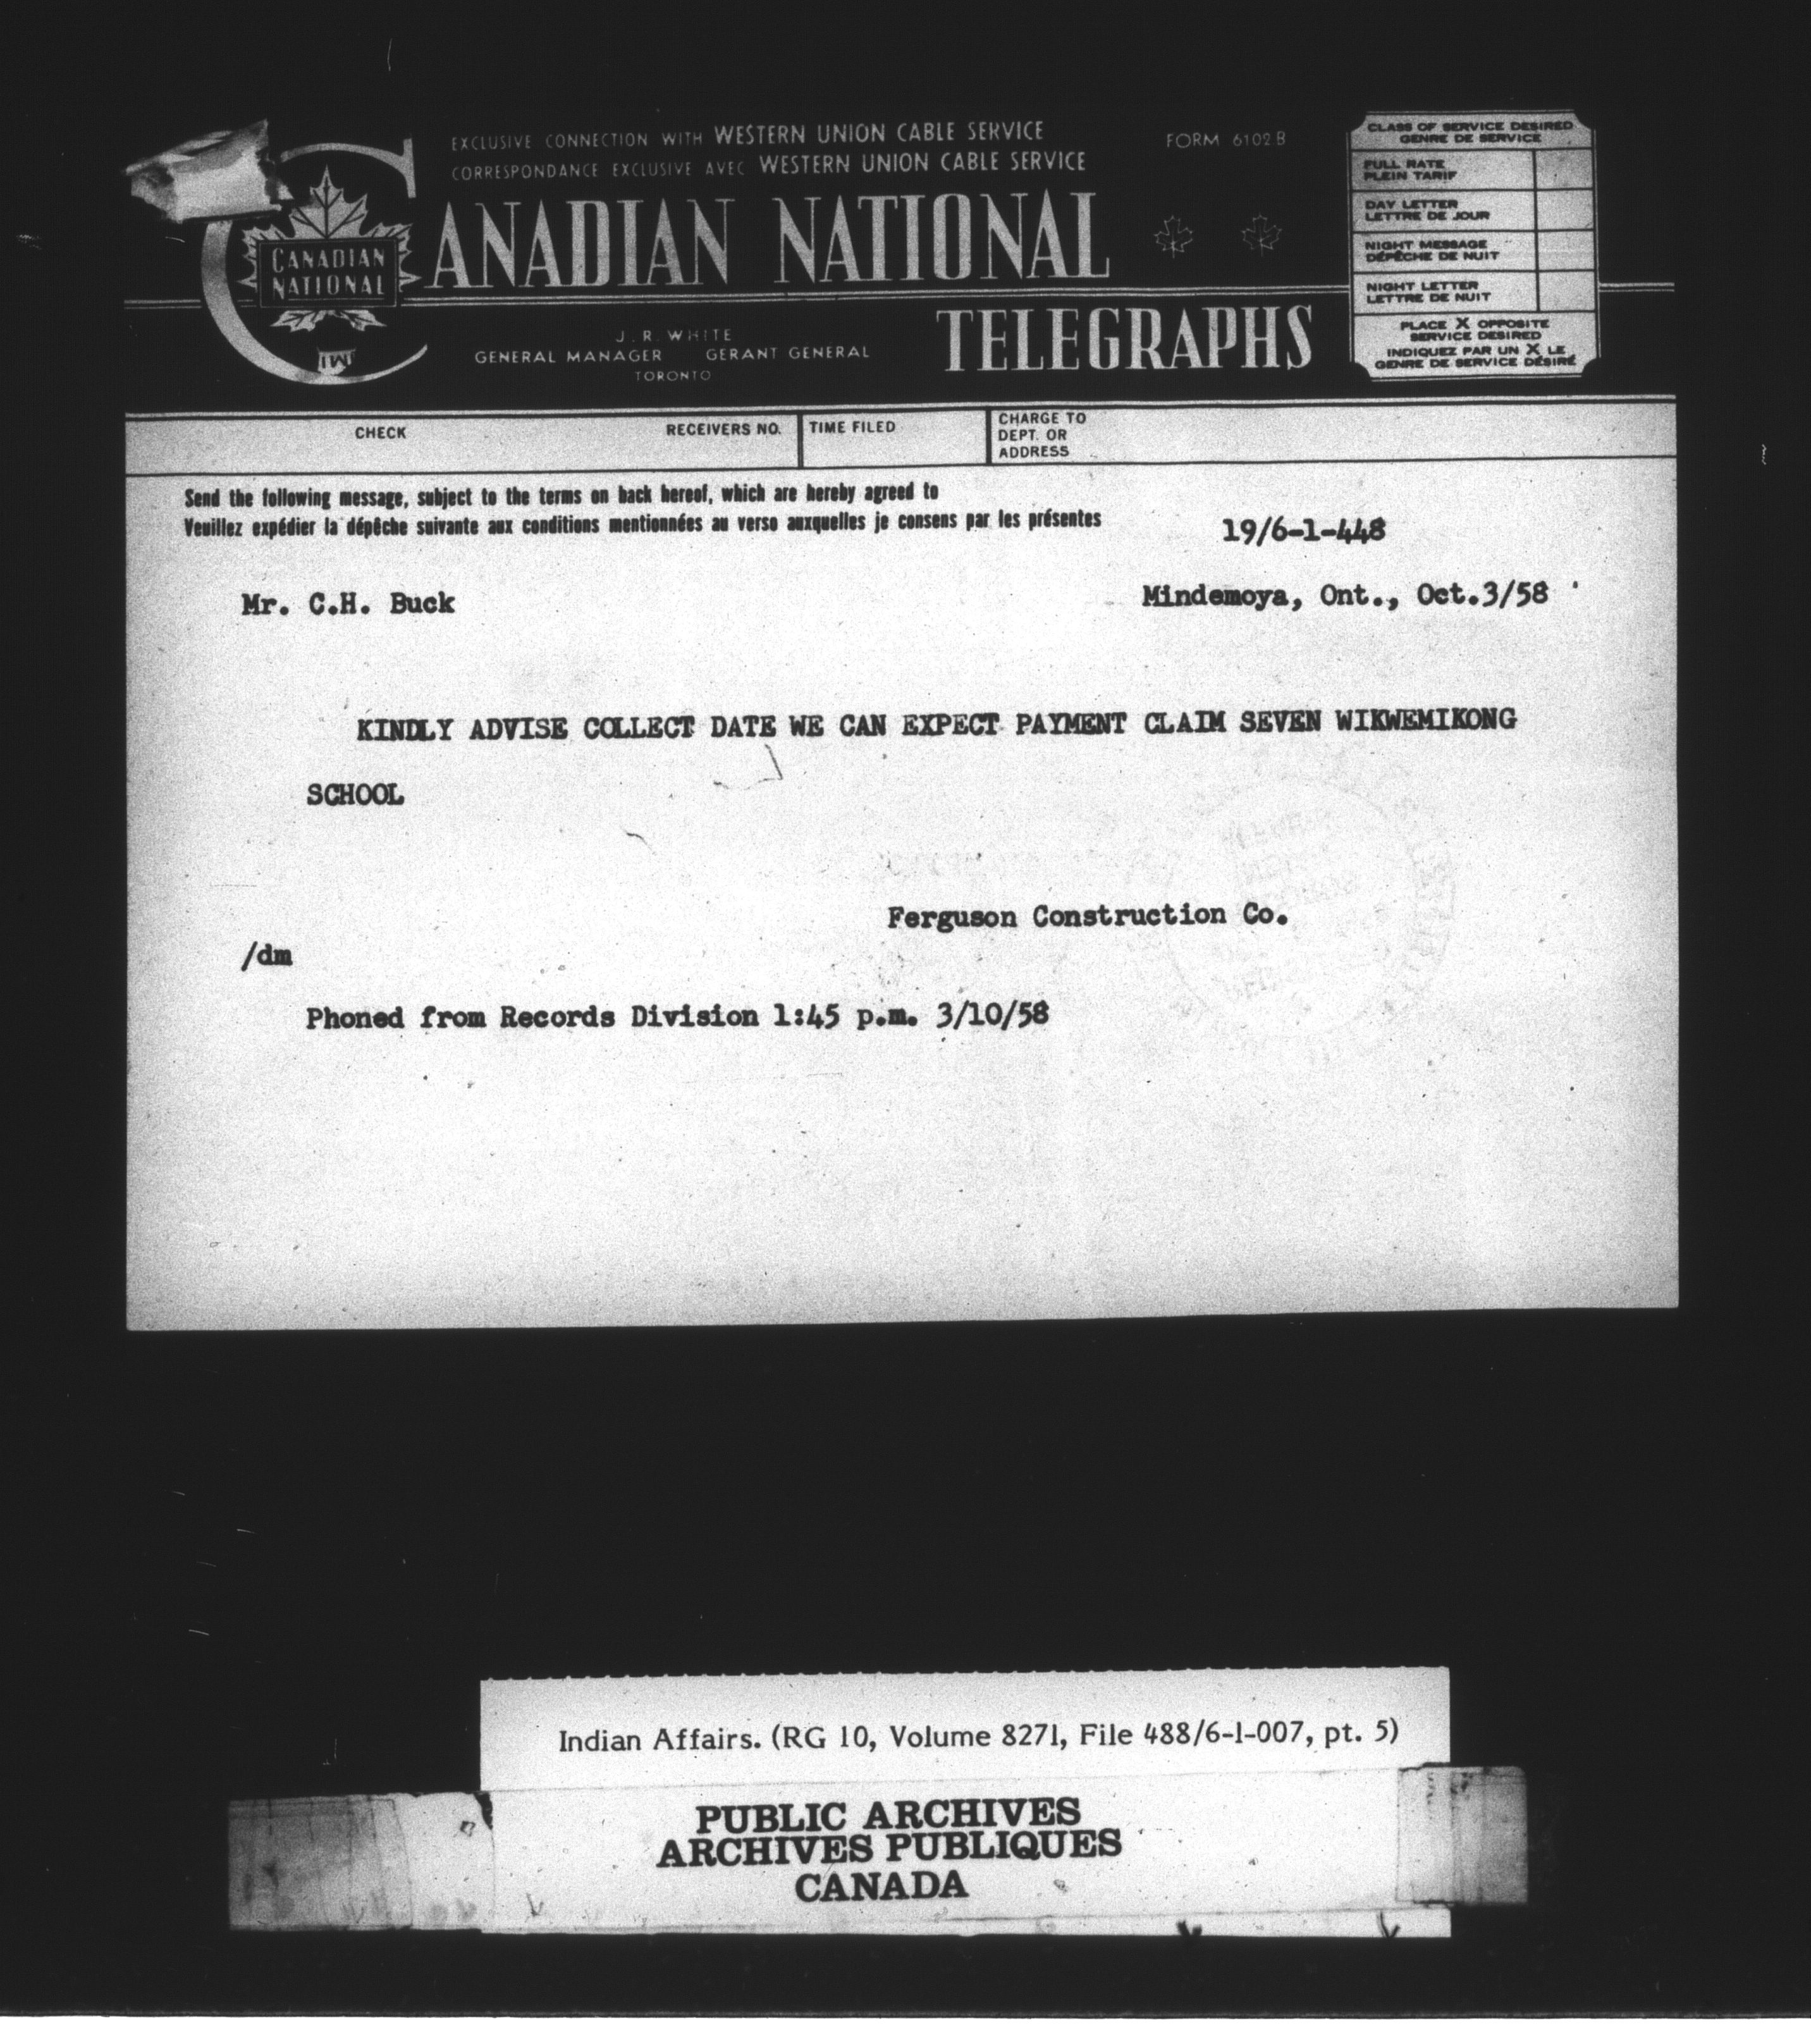 EXCLUSIVE CONNECTION WITH WESTERN UNION CABLE SERVICE
CORRESPONDANCE EXCLUSIVE AVEC WESTERN UNION CABLE SERVICE
FORM 6102 B
CANADIAN NATIONAL
CANADIAN
NATIONAL
TELEGRAPHS
J. R. WHITE
GENERAL MANAGER GERANT GENERAL
TORONTO
CLASS OF SERVICE DESIRED
GENRE DE SERVICE
FULL RATE
PLEIN TARIF
DAY LETTER
LETTRE DE JOUR
NIGHT MESSAGE
DÉPÊCHE DE NUIT
NIGHT LETTER
LETTRE DE NUIT
PLACE X OPPOSITE
SERVICE DESIRED
INDIQUEZ PAR UN X LE
GENRE DE SERVICE DÉSIRÉ
CHECK
RECEIVERS NO.
TIME FILED
CHARGE TO
DEPT. OR
ADDRESS
Send the following message, subject to the terms on back hereof, which are hereby agreed to
Veuillez expédier la dépêche suivante aux conditions mentionnées au verso auxquelles je consens par les présentes
19/6-1-448
Mr. C.H. Buck
Mindemoya, Ont., Oct.3/58
KINDLY ADVISE COLLECT DATE WE CAN EXPECT PAYMENT CLAIM SEVEN WIKWEMIKONG
SCHOOL
Ferguson Construction Co.
/dm
Phoned from Records Division 1:45 p.m. 3/10/58
Indian Affairs. (RG 10, Volume 8271, File 488/6-1-007, pt. 5)
PUBLIC ARCHIVES
ARCHIVES PUBLIQUES
CANADA